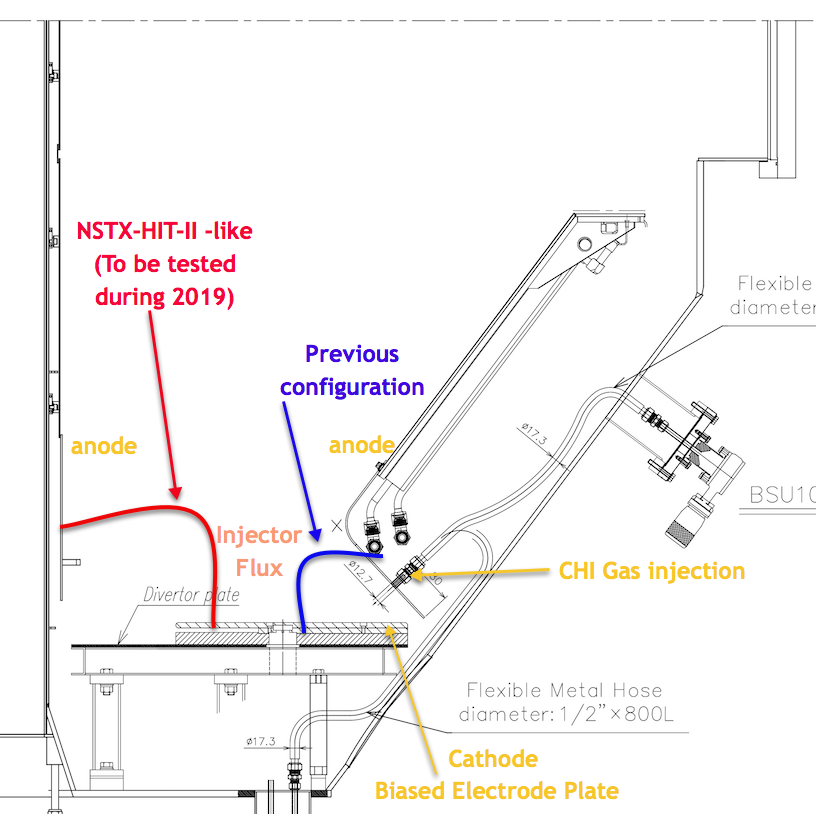 NSTX-HIT-II -like
(To be tested
during 2019)
Flexible
diameter
Previous
configuration
anode
anode
ø17.3
BSU10
X
Injector
Flux
CHI Gas injection
ø12.7
30
Divertor plate
Flexible Metal Hose
diameter:1/2"×800L
ø17.3
Cathode
Biased Electrode Plate